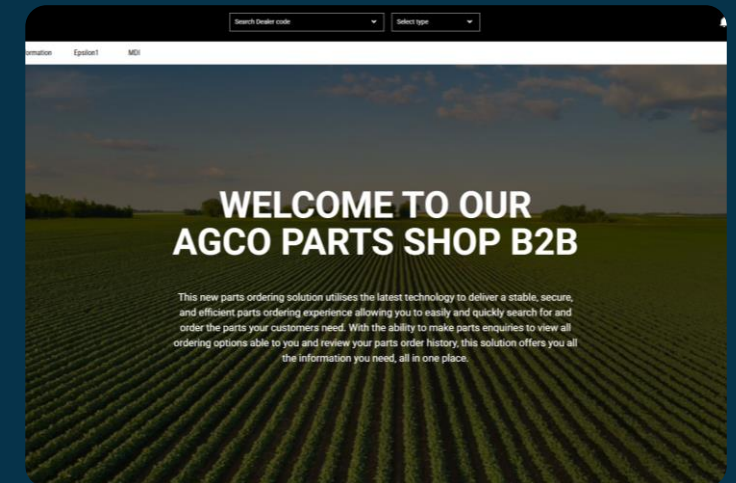 Search Dealer code
Select type
ormation
Epsilon1
MDI
WELCOME TO OUR
AGCO PARTS SHOP B2B
This new parts ordering solution utilises the latest technology to deliver a stable, secure,
and efficient parts ordering experience allowing you to easily and quickly search for and
order the parts your customers need. With the ability to make parts enquiries to view all
ordering options able to you and review your parts order history, this solution offers you all
the information you need, all in one place.